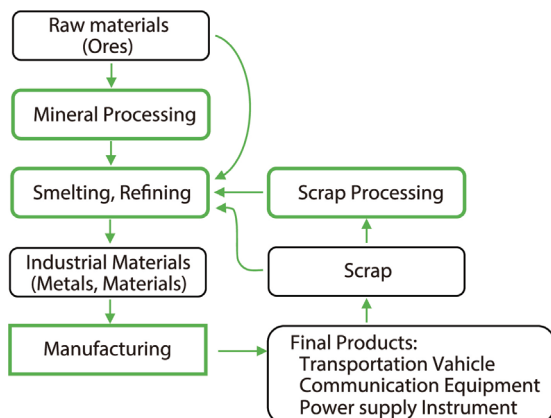 Raw materials
(Ores)
Mineral Processing
Smelting, Refining
Scrap Processing
Industrial Materials
(Metals, Materials)
Scrap
Manufacturing
Final Products:
Transportation Vahicle
Communication Equipment
Power supply Instrument